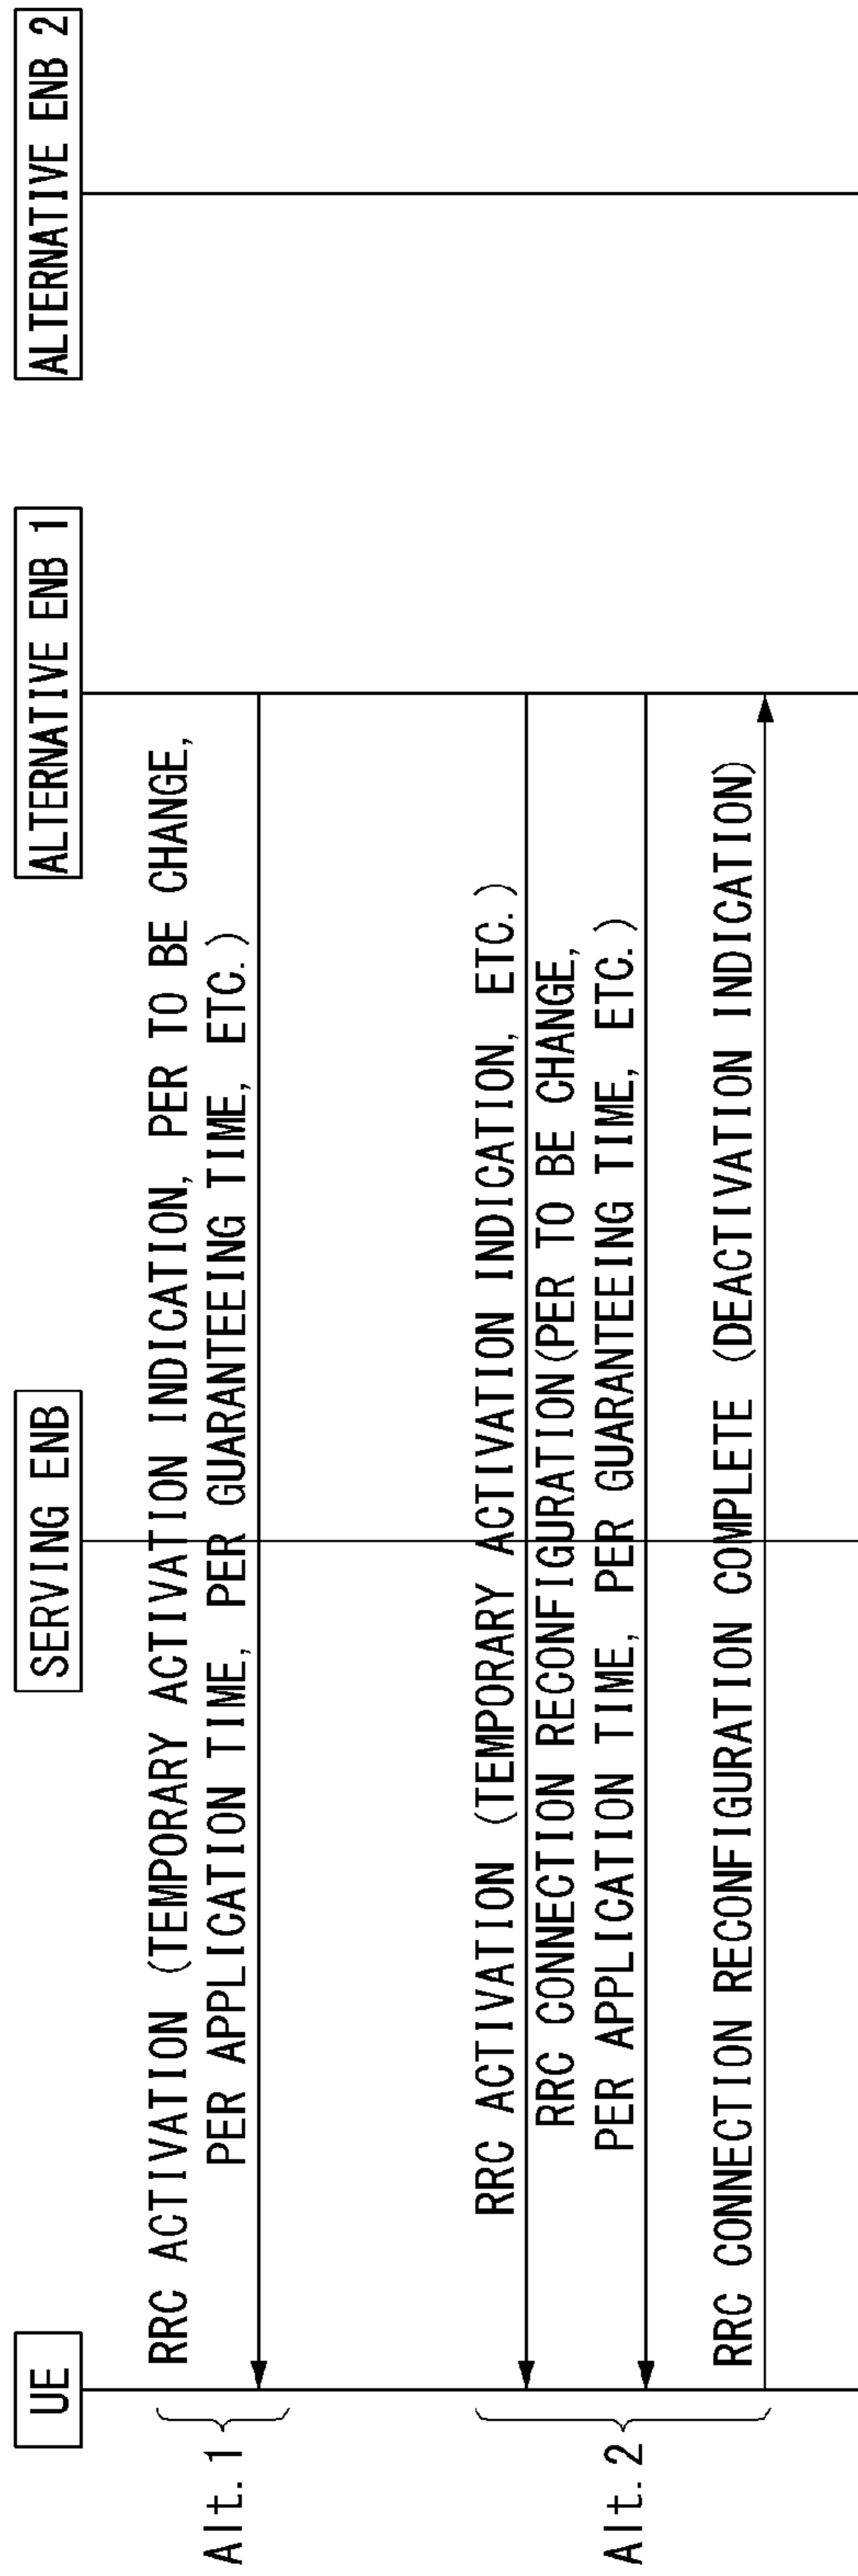 UE
SERVING ENB
ALTERNATIVE ENB 1
ALTERNATIVE ENB 2
Alt. 1
RRC ACTIVATION (TEMPORARY ACTIVATION INDICATION, PER TO BE CHANGE,
PER APPLICATION TIME, PER GUARANTEEING TIME, ETC.)
Alt. 2
RRC ACTIVATION (TEMPORARY ACTIVATION INDICATION, ETC.)
RRC CONNECTION RECONFIGURATION(PER TO BE CHANGE,
PER APPLICATION TIME, PER GUARANTEEING TIME, ETC.)
RRC CONNECTION RECONFIGURATION COMPLETE (DEACTIVATION INDICATION)